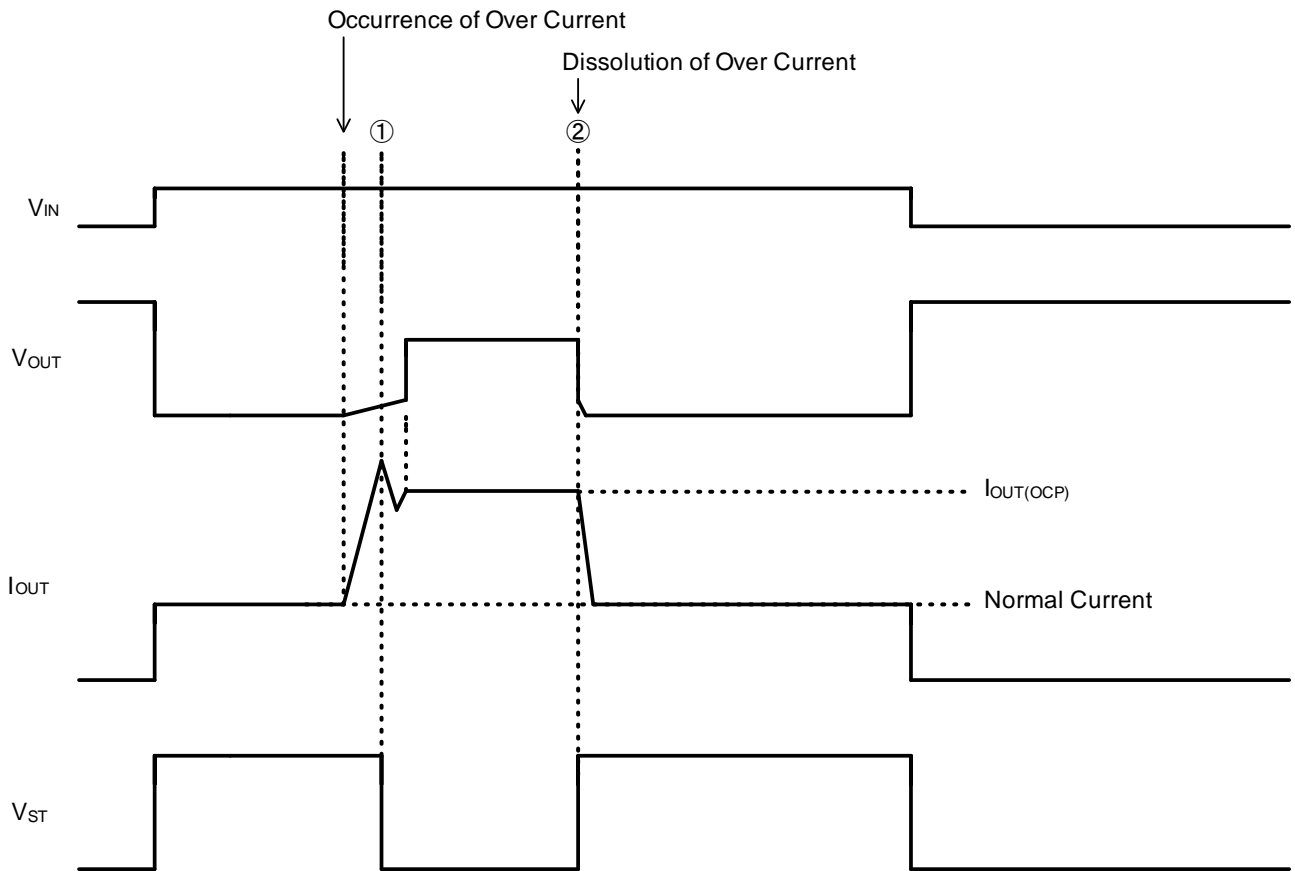 Occurrence of Over Current
Dissolution of Over Current
① ②
VIN
VOUT
IOUT(OCP)
IOUT
Normal Current
VST